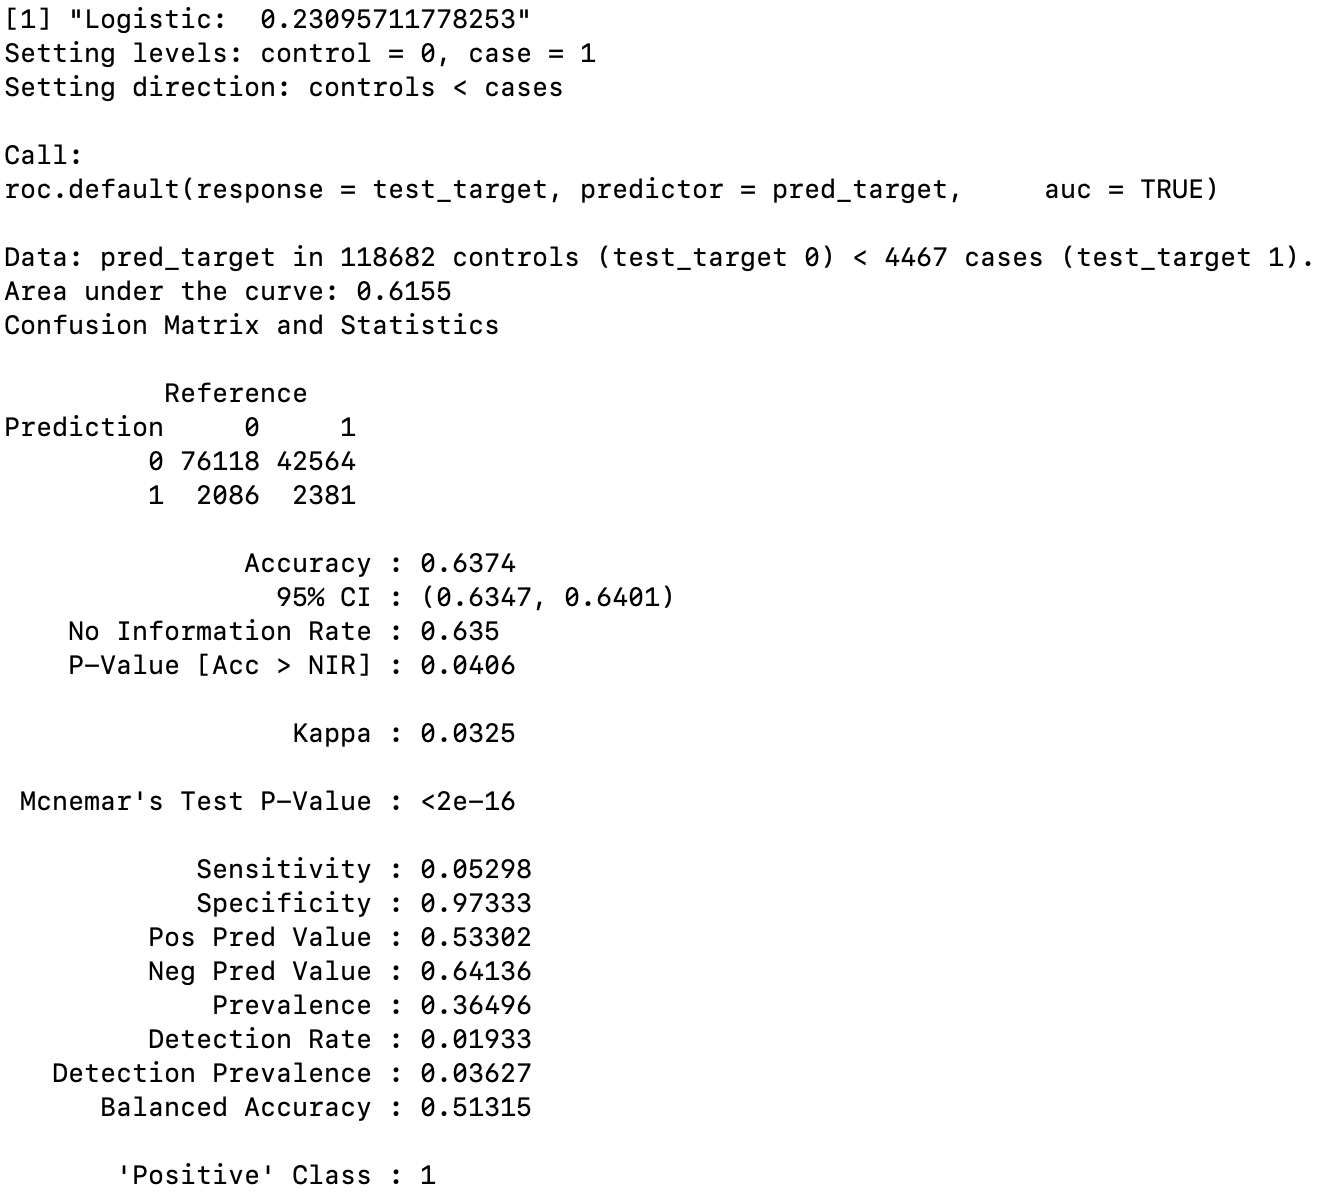 [1] "Logistic:  0.23095711778253"
Setting levels: control = 0, case = 1
Setting direction: controls < cases
Call:
roc.default(response = test_target, predictor = pred_target,     auc = TRUE)
Data: pred_target in 118682 controls (test_target 0) < 4467 cases (test_target 1).
Area under the curve: 0.6155
Confusion Matrix and Statistics
          Reference
Prediction     0     1
         0 76118 42564
         1  2086  2381
               Accuracy : 0.6374
                 95% CI : (0.6347, 0.6401)
    No Information Rate : 0.635
    P-Value [Acc > NIR] : 0.0406
                  Kappa : 0.0325
 Mcnemar's Test P-Value : <2e-16
            Sensitivity : 0.05298
            Specificity : 0.97333
         Pos Pred Value : 0.53302
         Neg Pred Value : 0.64136
             Prevalence : 0.36496
         Detection Rate : 0.01933
   Detection Prevalence : 0.03627
      Balanced Accuracy : 0.51315
       'Positive' Class : 1